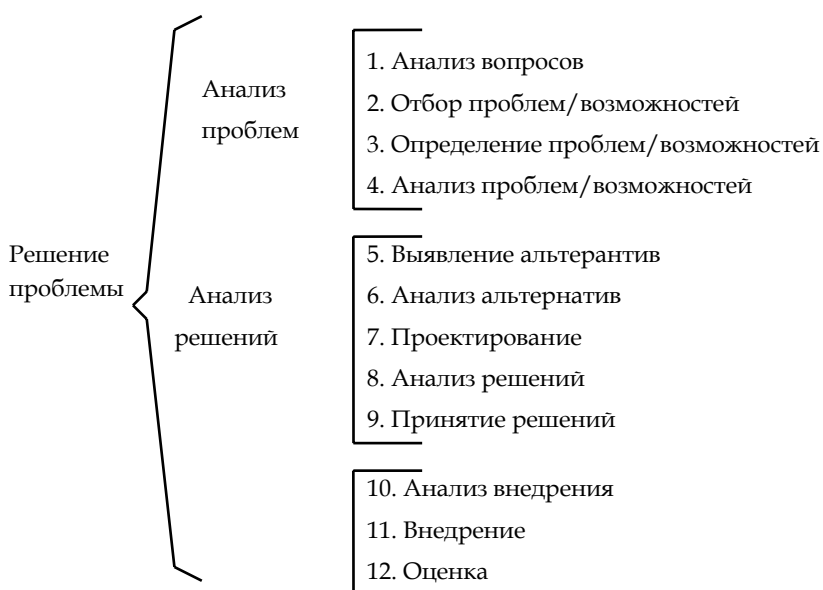 Решение
проблемы
Анализ
проблем
1. Анализ вопросов
2. Отбор проблем/возможностей
3. Определение проблем/возможностей
4. Анализ проблем/возможностей
Анализ
решений
5. Выявление альтерантив
6. Анализ альтернатив
7. Проектирование
8. Анализ решений
9. Принятие решений
10. Анализ внедрения
11. Внедрение
12. Оценка